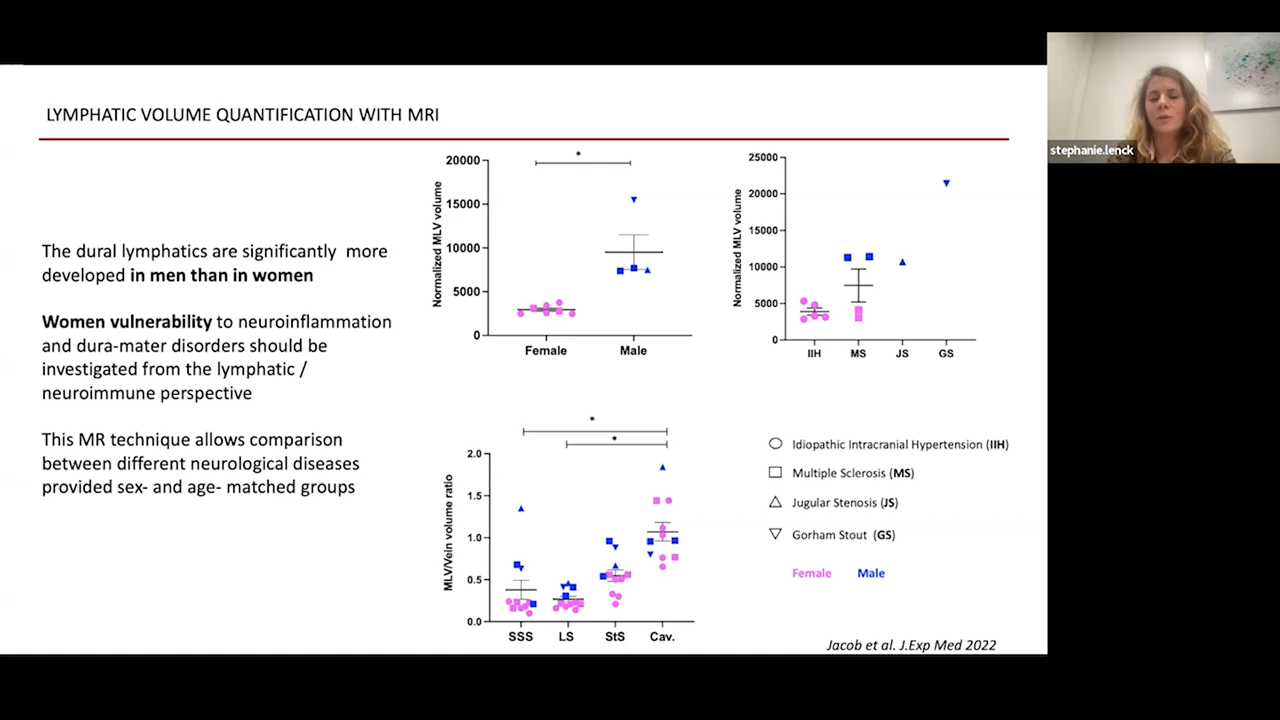 LYMPHATIC VOLUME QUANTIFICATION WITH MRI
stephanie.lenck
The dural lymphatics are significantly more
developed in men than in women
Women vulnerability to neuroinflammation
and dura-mater disorders should be
investigated from the lymphatic /
neuroimmune perspective
This MR technique allows comparison
between different neurological diseases
provided sex- and age- matched groups
Normalized MLV volume
20000
15000
10000
5000
0
*
Female
Male
Normalized MLV volume
25000
20000
15000
10000
5000
0
IIH
MS
JS
GS
MLV/Vein volume ratio
2.0
1.5
1.0
0.5
0.0
*
*
SSS
LS
StS
Cav.
Idiopathic Intracranial Hypertension (IIH)
Multiple Sclerosis (MS)
Jugular Stenosis (JS)
Gorham Stout (GS)
Female Male
Jacob et al. J.Exp Med 2022